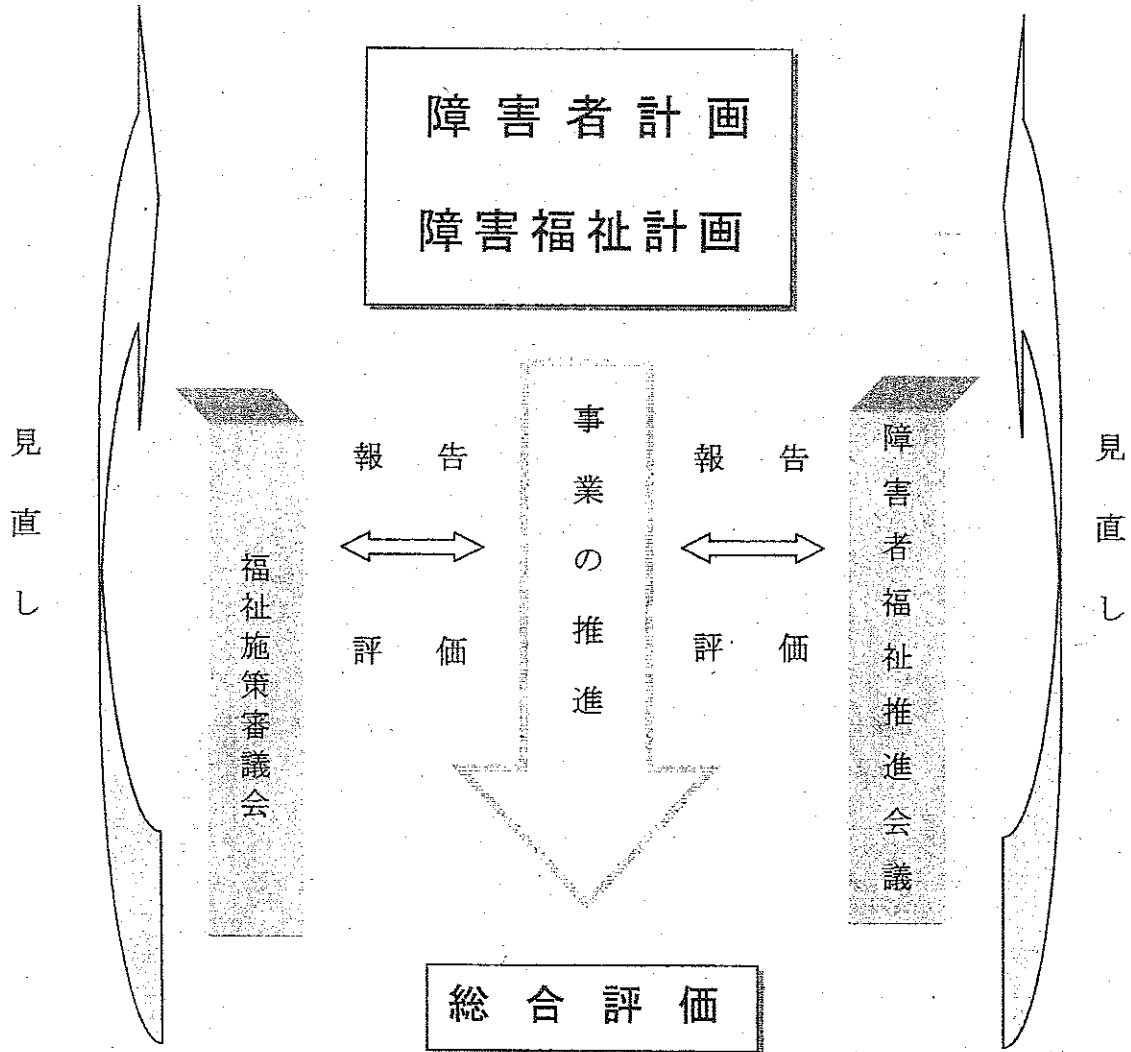 障害者計画
障害福祉計画
見直し
福祉施策審議会
報告
評価
事業の推進
報告
評価
障害者福祉推進会議
見直し
総合評価